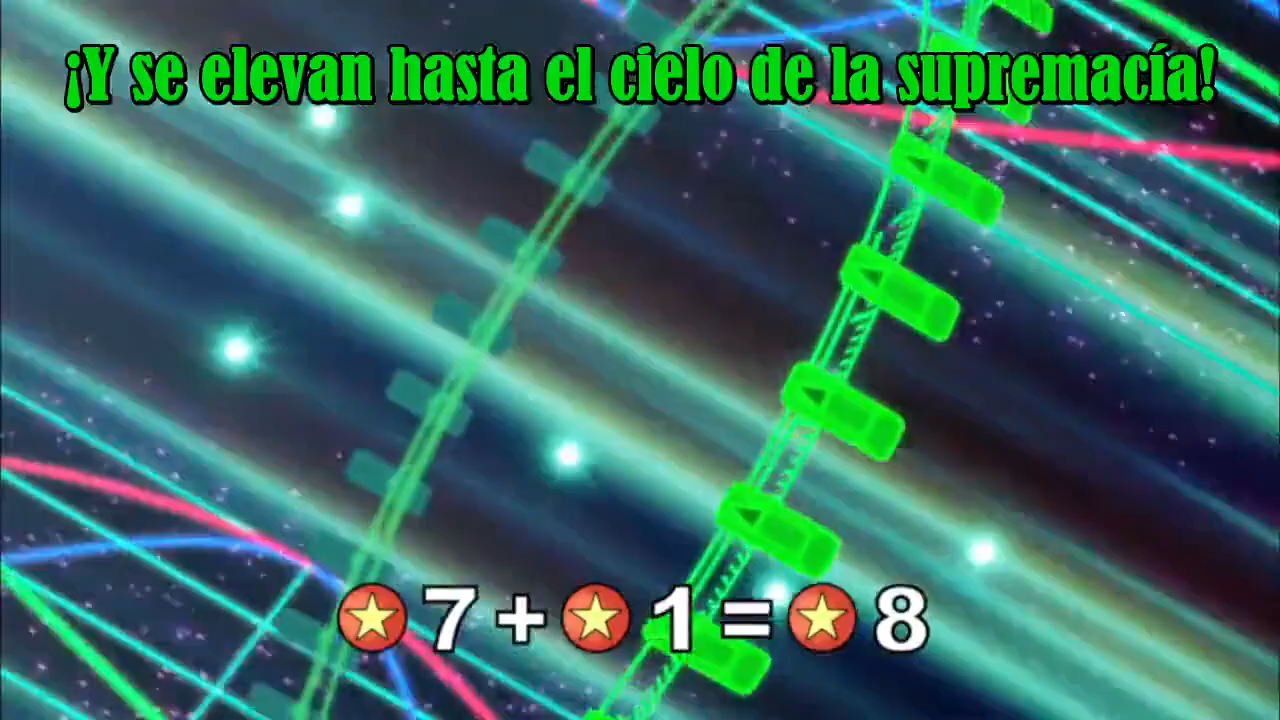 ¡Y se elevan hasta el cielo de la supremacía!
7 + 1 = 8